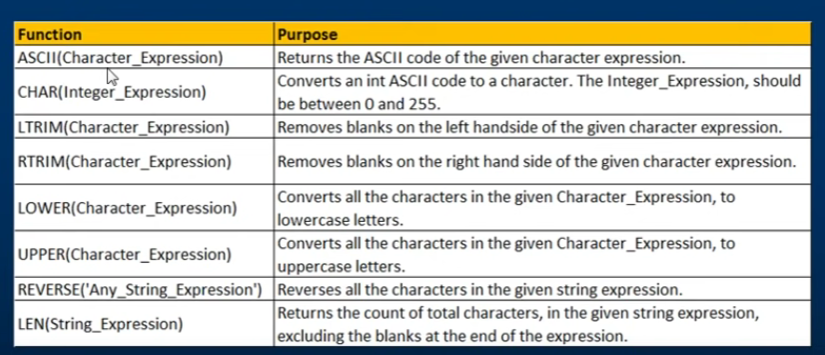 Function Purpose
ASCII(Character_Expression) Returns the ASCII code of the given character expression.
CHAR(Integer_Expression) Converts an int ASCII code to a character. The Integer_Expression, should
be between 0 and 255.
LTRIM(Character_Expression) Removes blanks on the left handside of the given character expression.
RTRIM(Character_Expression) Removes blanks on the right hand side of the given character expression.
LOWER(Character_Expression) Converts all the characters in the given Character_Expression, to
lowercase letters.
UPPER(Character_Expression) Converts all the characters in the given Character_Expression, to
uppercase letters.
REVERSE('Any_String_Expression') Reverses all the characters in the given string expression.
LEN(String_Expression) Returns the count of total characters, in the given string expression,
excluding the blanks at the end of the expression.